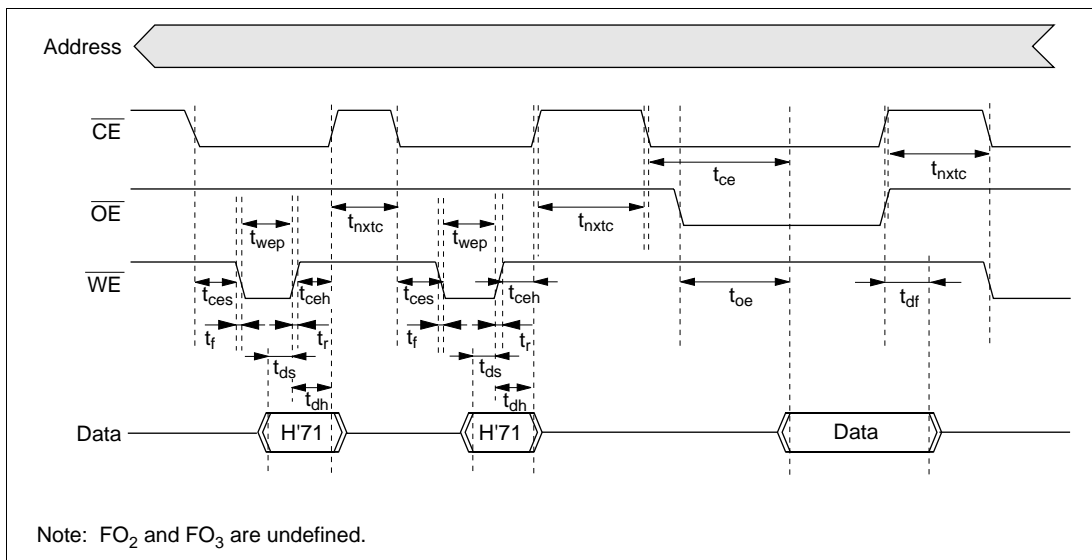 Address
CE
t_ce
t_nxtc
OE
t_wep
t_nxtc
t_wep
t_nxtc
WE
t_ces
t_ceh
t_ces
t_ceh
t_oe
t_df
t_f
t_r
t_f
t_r
t_ds
t_ds
t_dh
t_dh
Data
H'71
H'71
Data
Note: FO2 and FO3 are undefined.